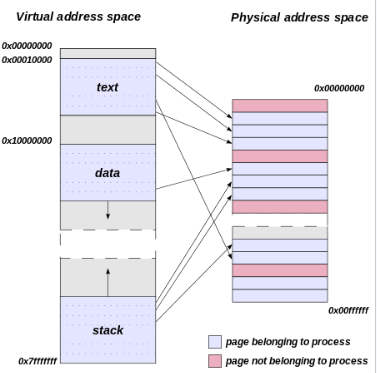 Virtual address space
Physical address space
0x00000000
0x00010000
text
0x00000000
0x10000000
data
stack
0x00ffffff
page belonging to process
0x7fffffff
page not belonging to process